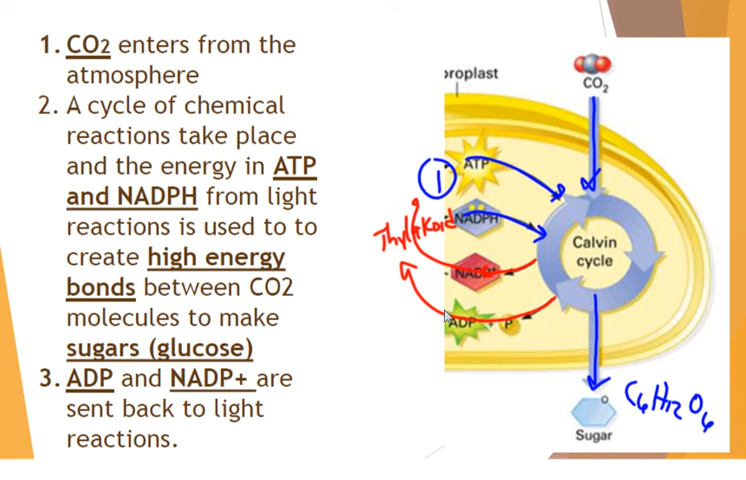 1. CO2 enters from the
atmosphere
2. A cycle of chemical
reactions take place
and the energy in ATP
and NADPH from light
reactions is used to to
create high energy
bonds between CO2
molecules to make
sugars (glucose)
3. ADP and NADP+ are
sent back to light
reactions.
roplast
CO2
1
ATP
NADPH
Thylakoid
Calvin
cycle
NADP+
ADP + P
C6H12O6
Sugar